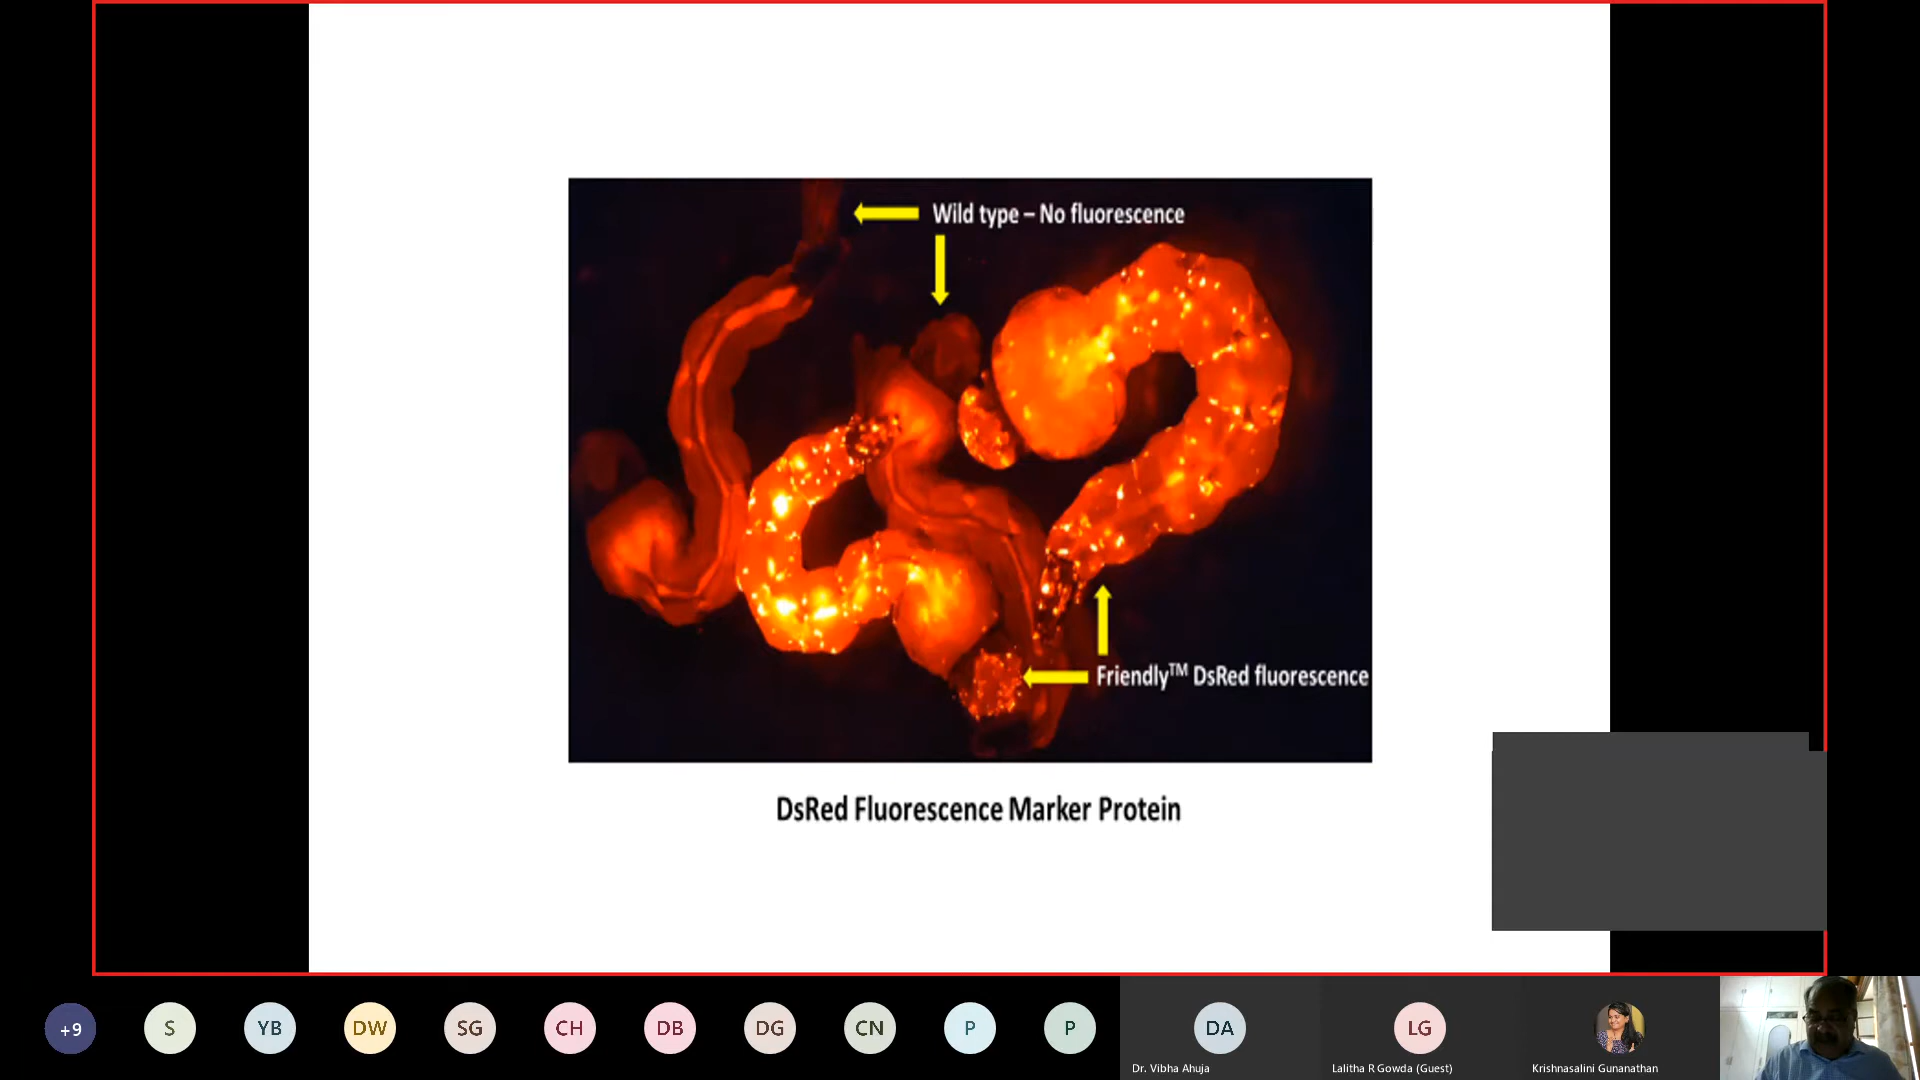 Wild type – No fluorescence
Friendly™ DsRed fluorescence
DsRed Fluorescence Marker Protein
+9
S
YB
DW
SG
CH
DB
DG
CN
P
P
DA
LG
Dr. Vibha Ahuja
Lalitha R Gowda (Guest)
Krishnasalini Gunanathan